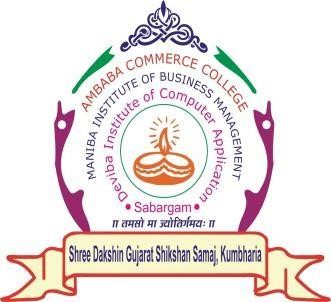 AMBABA COMMERCE COLLEGE
MANIBA INSTITUTE OF BUSINESS MANAGEMENT
Deviba Institute of Computer Application
• Sabargam •
॥ तमसो मा ज्योतिर्गमयः ॥
Shree Dakshin Gujarat Shikshan Samaj, Kumbharia